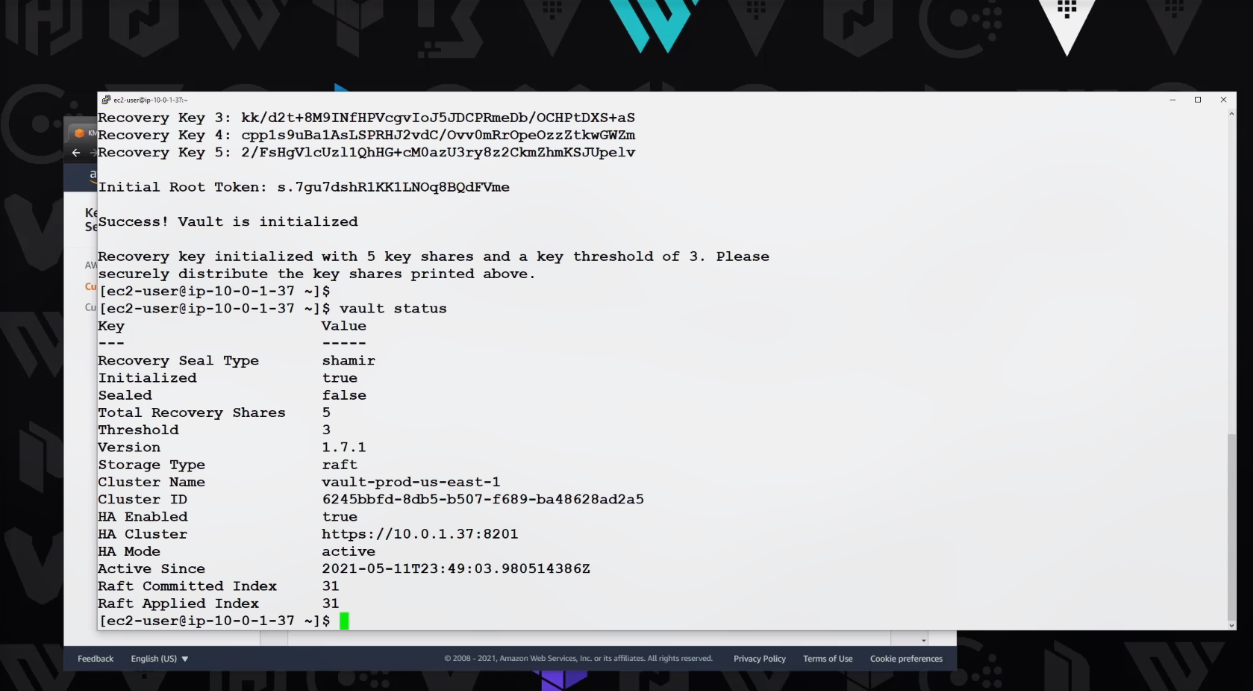 ec2-user@ip-10-0-1-37:~
Recovery Key 3: kk/d2t+8M9INfHPVcgvIoJ5JDCPRmeDb/OCHPtDXS+aS
Recovery Key 4: cpp1s9uBa1AsLSPRHJ2vdC/Ovv0mRrOpeOzzZtkwGWZm
Recovery Key 5: 2/FsHgVlcUzl1QhHG+cM0azU3ry8z2CkmZhmKSJUpelv
Initial Root Token: s.7gu7dshR1KK1LNOq8BQdFVme
Success! Vault is initialized
Recovery key initialized with 5 key shares and a key threshold of 3. Please
securely distribute the key shares printed above.
[ec2-user@ip-10-0-1-37 ~]$
[ec2-user@ip-10-0-1-37 ~]$ vault status
Key Value
--- -----
Recovery Seal Type shamir
Initialized true
Sealed false
Total Recovery Shares 5
Threshold 3
Version 1.7.1
Storage Type raft
Cluster Name vault-prod-us-east-1
Cluster ID 6245bbfd-8db5-b507-f689-ba48628ad2a5
HA Enabled true
HA Cluster https://10.0.1.37:8201
HA Mode active
Active Since 2021-05-11T23:49:03.980514386Z
Raft Committed Index 31
Raft Applied Index 31
[ec2-user@ip-10-0-1-37 ~]$
Feedback English (US) © 2008 - 2021, Amazon Web Services, Inc. or its affiliates. All rights reserved. Privacy Policy Terms of Use Cookie preferences